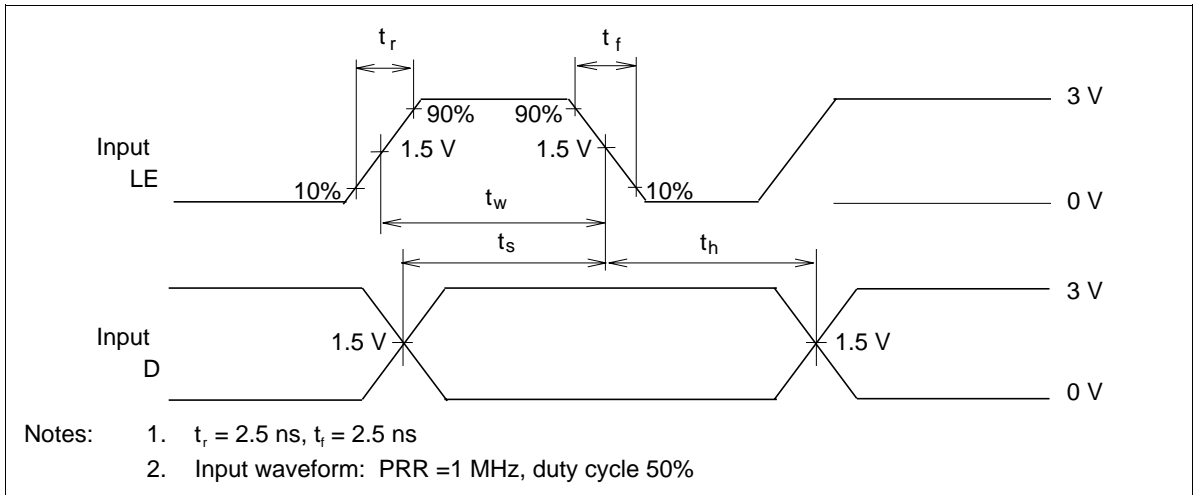 t r
t f
3 V
90%
90%
Input
LE
1.5 V
1.5 V
10%
10%
t w
0 V
t s
t h
3 V
Input
D
1.5 V
1.5 V
0 V
Notes: 1. t r = 2.5 ns, t f = 2.5 ns
2. Input waveform: PRR =1 MHz, duty cycle 50%